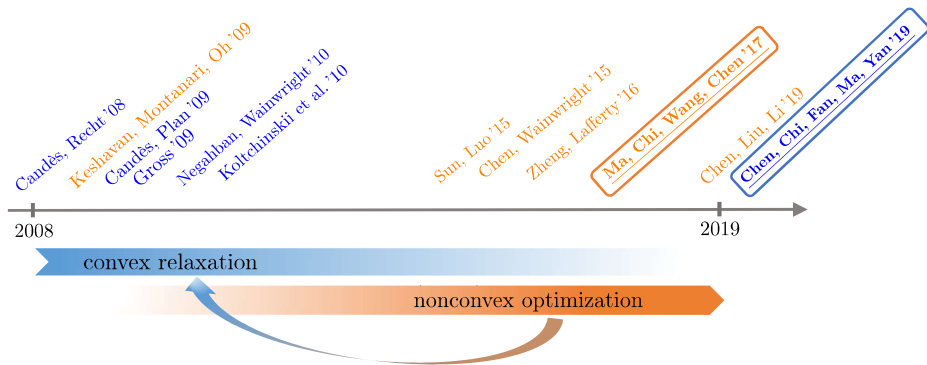 Candès, Recht '08
Keshavan, Montanari, Oh '09
Candès, Plan '09
Gross '09
Negahban, Wainwright '10
Koltchinskii et al. '10
Sun, Luo '15
Chen, Wainwright '15
Zheng, Lafferty '16
Ma, Chi, Wang, Chen '17
Chen, Liu, Li '19
Chen, Chi, Fan, Ma, Yan '19
2008
2019
convex relaxation
nonconvex optimization